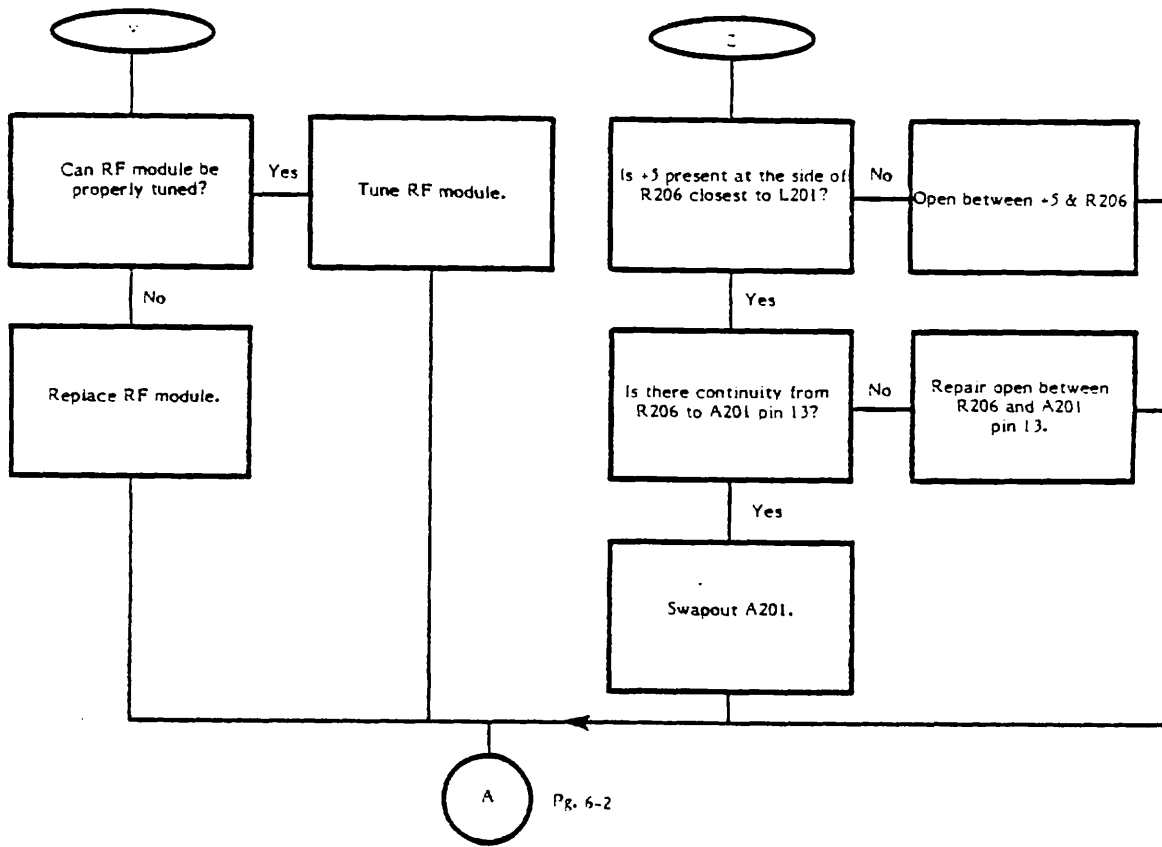 Can RF module be
properly tuned?
Yes
Tune RF module.
No
Replace RF module.
Is +5 present at the side of
R206 closest to L201?
No
Open between +5 & R206
Yes
Is there continuity from
R206 to A201 pin 13?
No
Repair open between
R206 and A201
pin 13.
Yes
Swapout A201.
A
Pg. 6-2